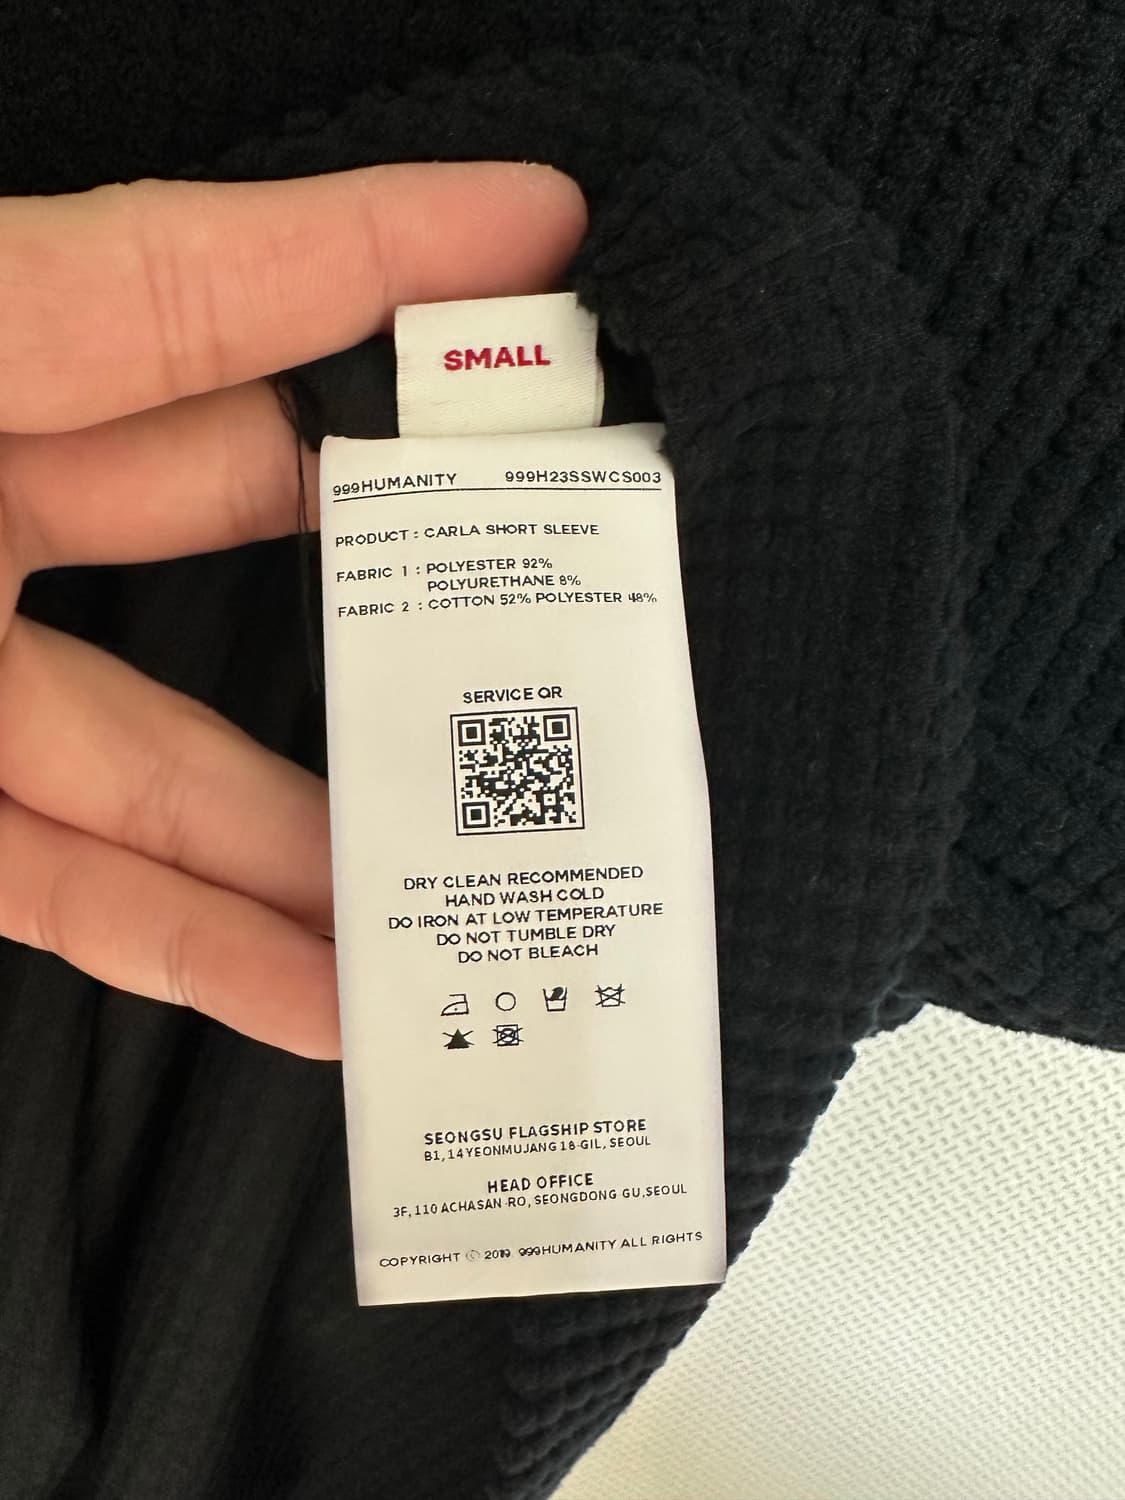 SMALL
999HUMANITY 999H23SSWCS003
PRODUCT : CARLA SHORT SLEEVE
FABRIC 1 : POLYESTER 92%
POLYURETHANE 8%
FABRIC 2 : COTTON 52% POLYESTER 48%
SERVICE QR
DRY CLEAN RECOMMENDED
HAND WASH COLD
DO IRON AT LOW TEMPERATURE
DO NOT TUMBLE DRY
DO NOT BLEACH
SEONGSU FLAGSHIP STORE
B1, 14 YEONMUJANG 18-GIL, SEOUL
HEAD OFFICE
3F, 110 ACHASAN-RO, SEONGDONG GU, SEOUL
COPYRIGHT © 2019. 999HUMANITY ALL RIGHTS